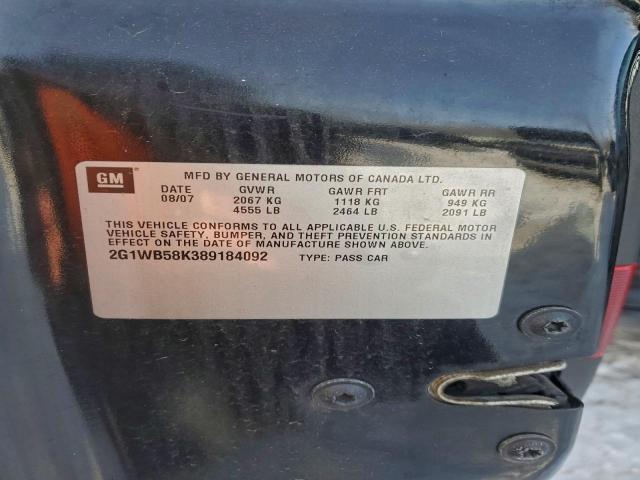 GM
MFD BY GENERAL MOTORS OF CANADA LTD.
DATE GVWR GAWR FRT GAWR RR
08/07 2067 KG 1118 KG 949 KG
4555 LB 2464 LB 2091 LB
THIS VEHICLE CONFORMS TO ALL APPLICABLE U.S. FEDERAL MOTOR
VEHICLE SAFETY, BUMPER, AND THEFT PREVENTION STANDARDS IN
EFFECT ON THE DATE OF MANUFACTURE SHOWN ABOVE.
2G1WB58K389184092 TYPE: PASS CAR